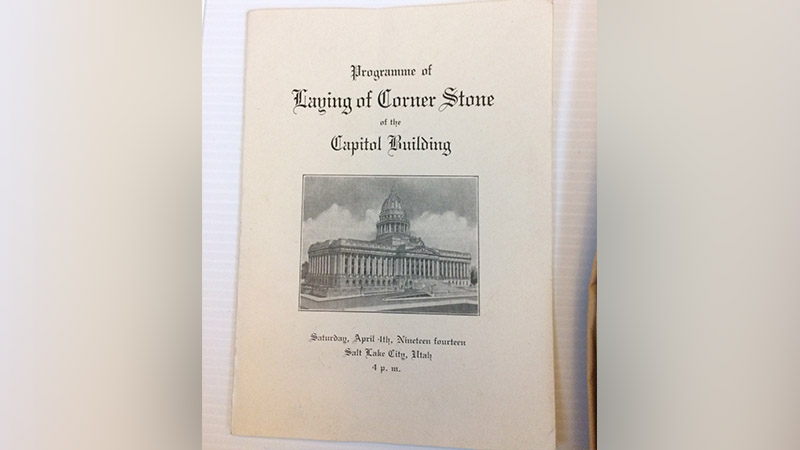 Programme of
Laying of Corner Stone
of the
Capitol Building
Saturday, April 4th, Nineteen fourteen
Salt Lake City, Utah
4 p. m.